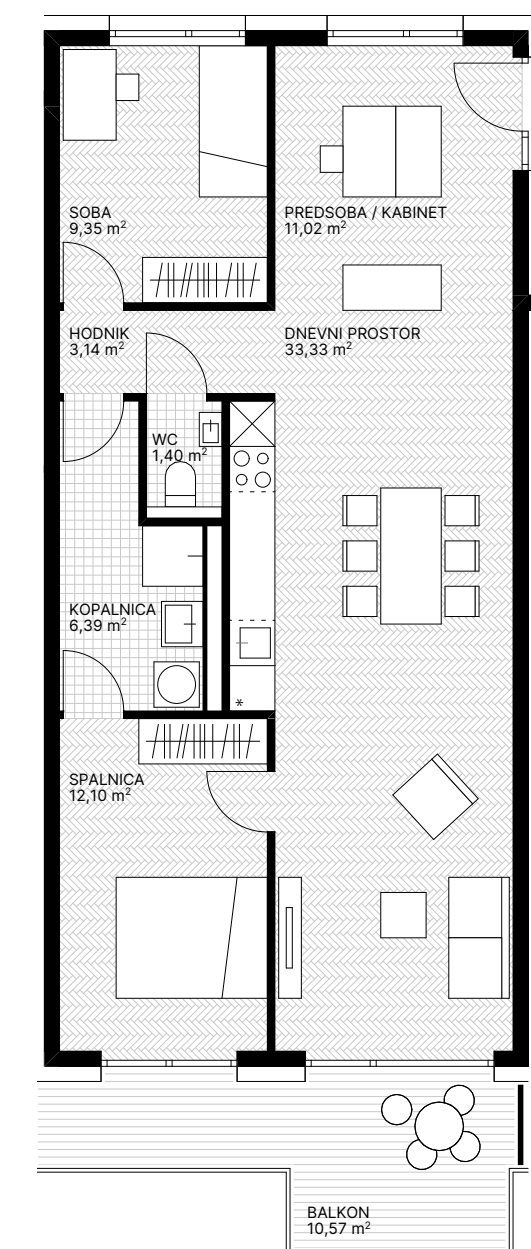 SOBA
9,35 m²
PREDSOBA / KABINET
11,02 m²
HODNIK
3,14 m²
DNEVNI PROSTOR
33,33 m²
WC
1,40 m²
KOPALNICA
6,39 m²
*
SPALNICA
12,10 m²
BALKON
10,57 m²